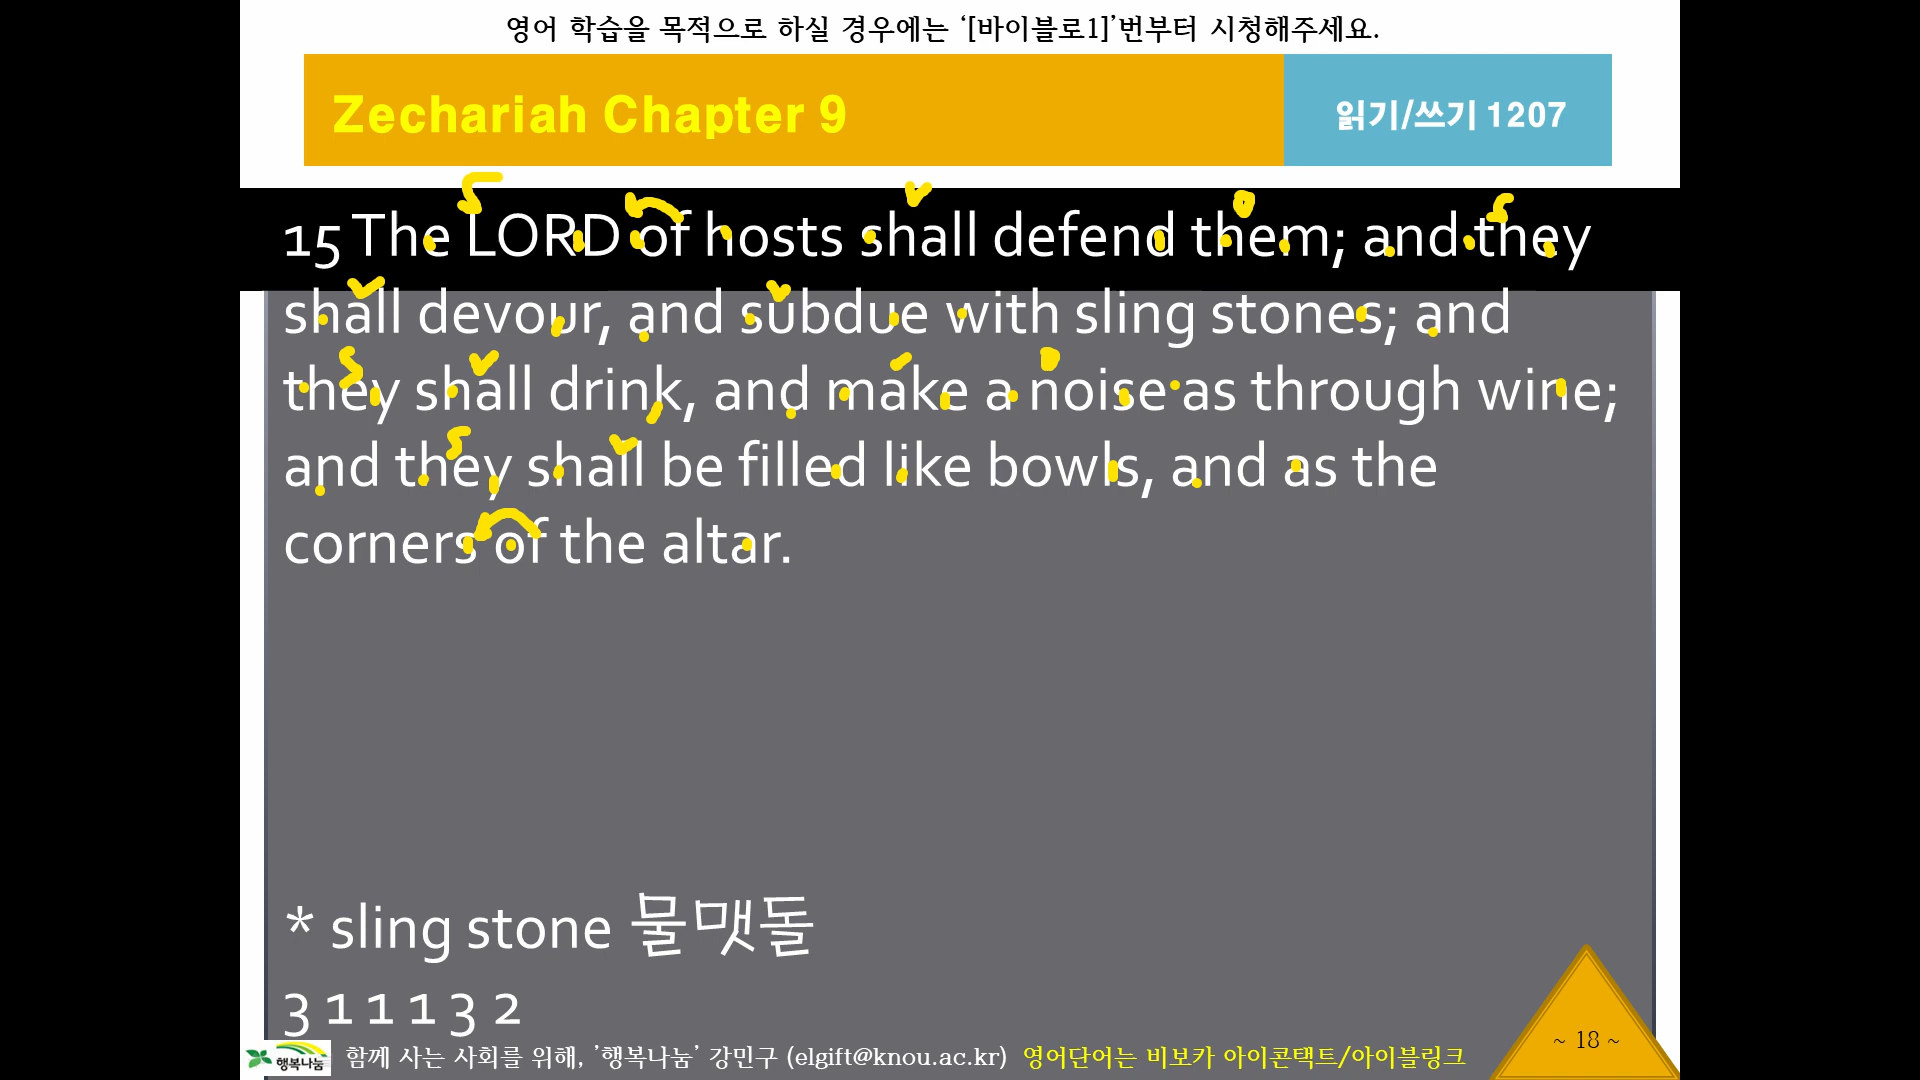 영어 학습을 목적으로 하실 경우에는 ‘[바이블로1]’번부터 시청해주세요.
Zechariah Chapter 9
읽기/쓰기 1207
15 The LORD of hosts shall defend them; and they
shall devour, and subdue with sling stones; and
they shall drink, and make a noise as through wine;
and they shall be filled like bowls, and as the
corners of the altar.
* sling stone 물맷돌
3 1 1 1 3 2
~ 18 ~
행복나눔 함께 사는 사회를 위해, ’행복나눔’ 강민구 (elgift@knou.ac.kr) 영어단어는 비보카 아이콘택트/아이블링크